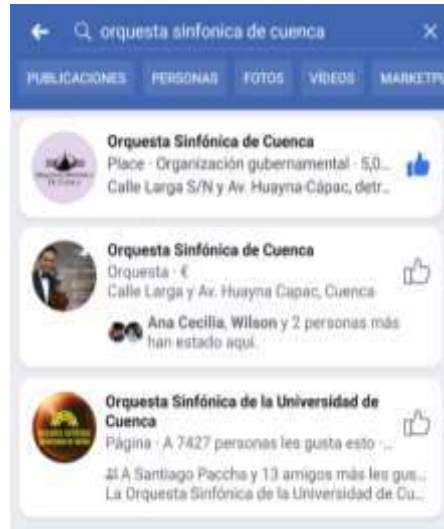 orquesta sinfonica de cuenca
PUBLICACIONES PERSONAS FOTOS VIDEOS MARKETP
Orquesta Sinfónica de Cuenca
Place · Organización gubernamental · 5,0...
Calle Larga S/N y Av. Huayna-Cápac, detr...
Orquesta Sinfónica de Cuenca
Orquesta · €
Calle Larga y Av. Huayna Capac, Cuenca
Ana Cecilia, Wilson y 2 personas más
han estado aquí.
Orquesta Sinfónica de la Universidad de
Cuenca
Página · A 7427 personas les gusta esto · ...
A Santiago Paccha y 13 amigos más les gus...
La Orquesta Sinfónica de la Universidad de Cu...